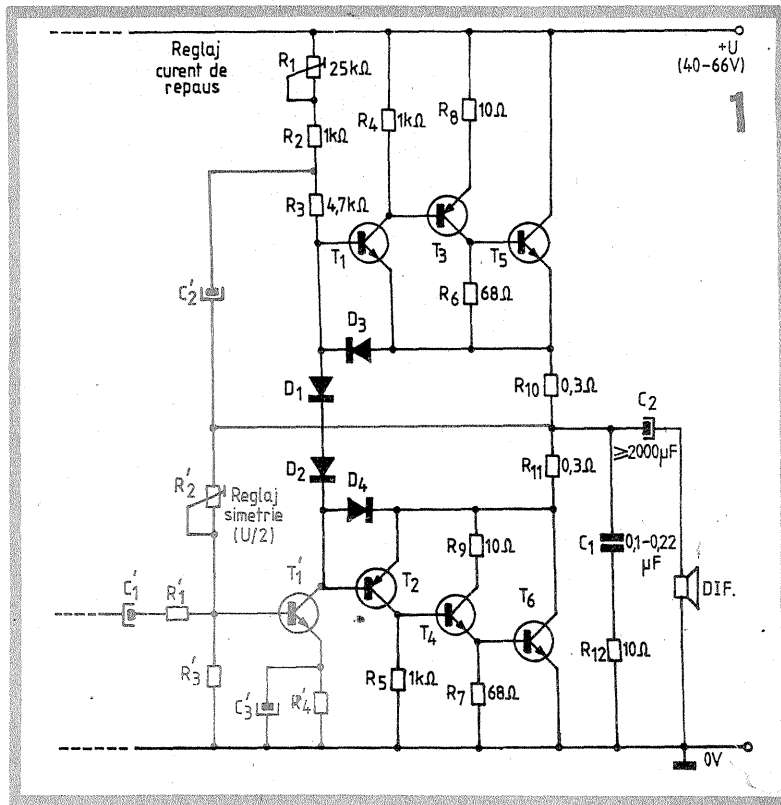 Reglaj
curent de
repaus
R1
25kΩ
+U
(40-66V)
1
R4
1kΩ
R8
10Ω
R2
1kΩ
R3
4,7kΩ
T1
T3
T5
C'2
R6
68Ω
D3
D1
R10
0,3Ω
C2
⩾2000μF
D2
R11
0,3Ω
R'2
Reglaj
simetrie
(U/2)
D4
R9
10Ω
C1
0,1-0,22
μF
C'1
R'1
T'1
T2
T4
T6
DIF.
R'3
C'3
R'4
R5
1kΩ
R7
68Ω
R12
10Ω
0V